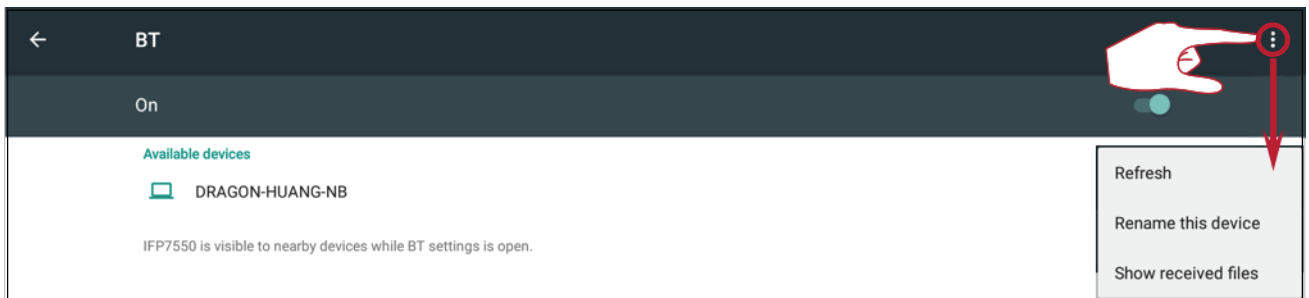 BT
On
Available devices
DRAGON-HUANG-NB
IFP7550 is visible to nearby devices while BT settings is open.
Refresh
Rename this device
Show received files